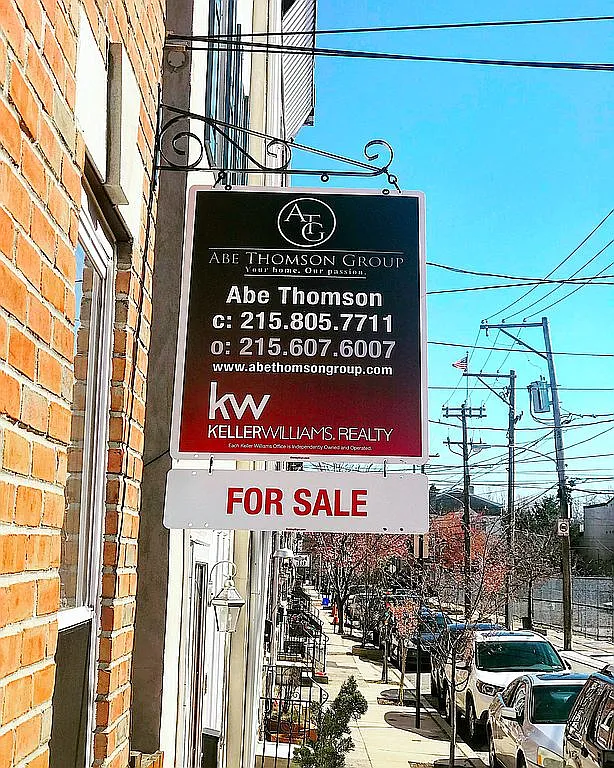 ATG
ABE THOMSON GROUP
Your home. Our passion.
Abe Thomson
c: 215.805.7711
o: 215.607.6007
www.abethomsongroup.com
kw
KELLERWILLIAMS. REALTY
Each Keller Williams Office is Independently Owned and Operated.
FOR SALE